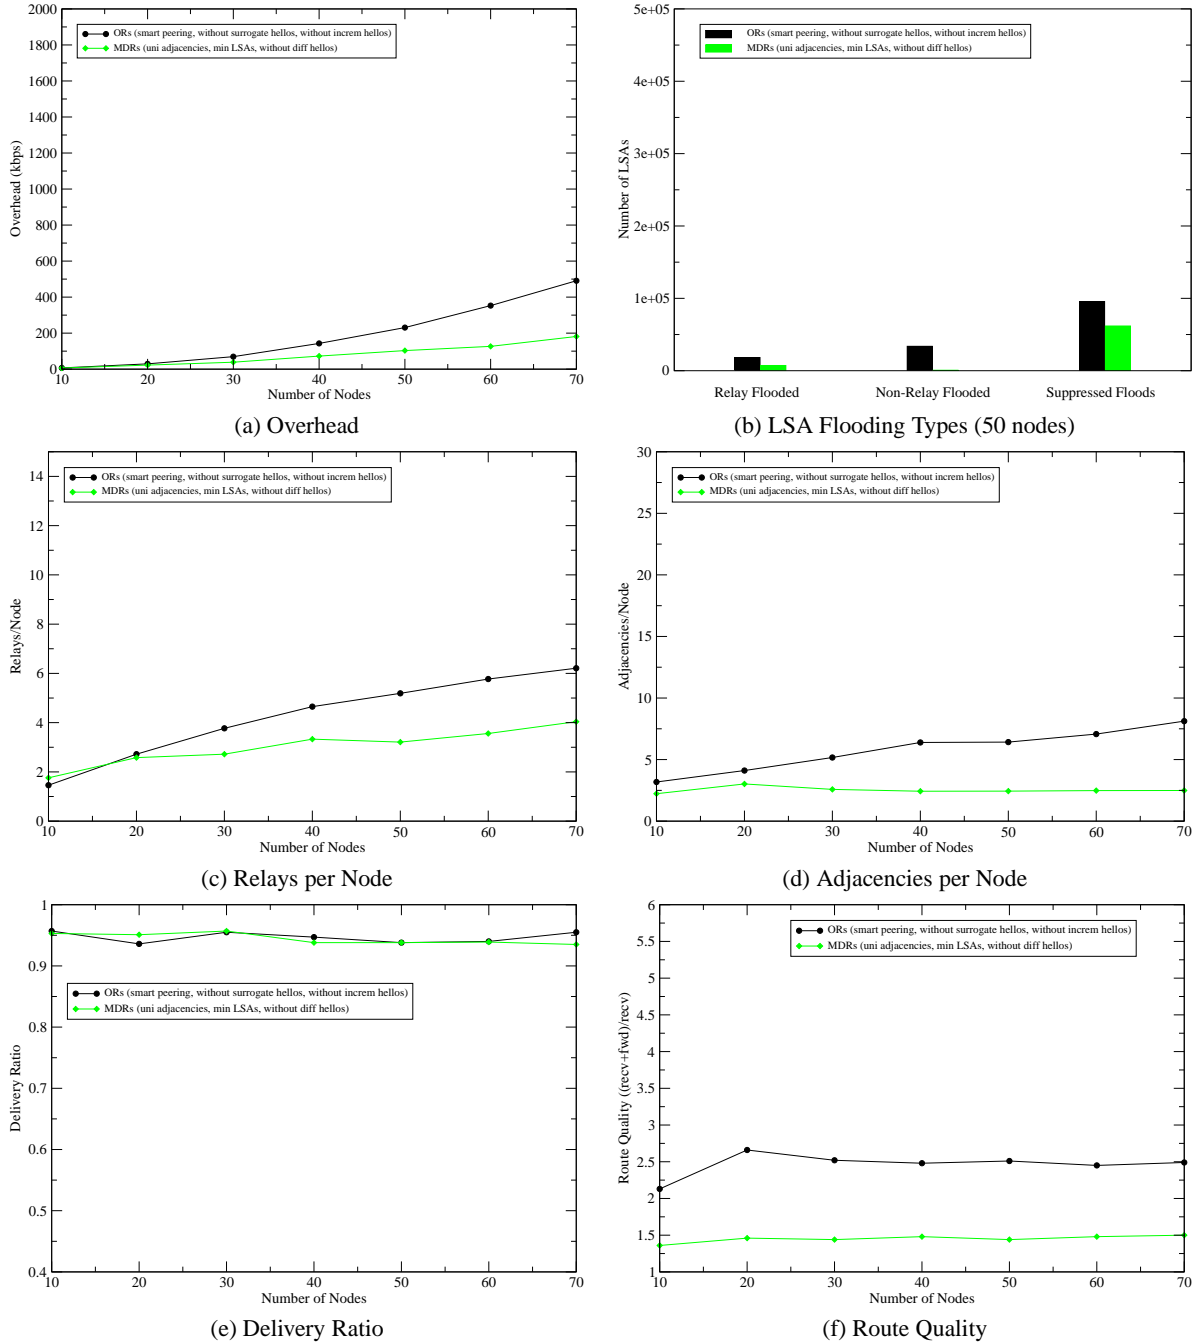 2000
1800
1600
1400
1200
1000
800
600
400
200
0
Overhead (kbps)
ORs (smart peering, without surrogate hellos, without increm hellos)
MDRs (uni adjacencies, min LSAs, without diff hellos)
10 20 30 40 50 60 70
Number of Nodes
(a) Overhead
5e+05
4e+05
3e+05
2e+05
1e+05
0
Number of LSAs
ORs (smart peering, without surrogate hellos, without increm hellos)
MDRs (uni adjacencies, min LSAs, without diff hellos)
Relay Flooded Non-Relay Flooded Suppressed Floods
(b) LSA Flooding Types (50 nodes)
14
12
10
8
6
4
2
0
Relays/Node
ORs (smart peering, without surrogate hellos, without increm hellos)
MDRs (uni adjacencies, min LSAs, without diff hellos)
10 20 30 40 50 60 70
Number of Nodes
(c) Relays per Node
30
25
20
15
10
5
0
Adjacencies/Node
ORs (smart peering, without surrogate hellos, without increm hellos)
MDRs (uni adjacencies, min LSAs, without diff hellos)
10 20 30 40 50 60 70
Number of Nodes
(d) Adjacencies per Node
1
0.9
0.8
0.7
0.6
0.5
0.4
Delivery Ratio
ORs (smart peering, without surrogate hellos, without increm hellos)
MDRs (uni adjacencies, min LSAs, without diff hellos)
10 20 30 40 50 60 70
Number of Nodes
(e) Delivery Ratio
6
5.5
5
4.5
4
3.5
3
2.5
2
1.5
1
Route Quality ((recv+fwd)/recv)
ORs (smart peering, without surrogate hellos, without increm hellos)
MDRs (uni adjacencies, min LSAs, without diff hellos)
10 20 30 40 50 60 70
Number of Nodes
(f) Route Quality